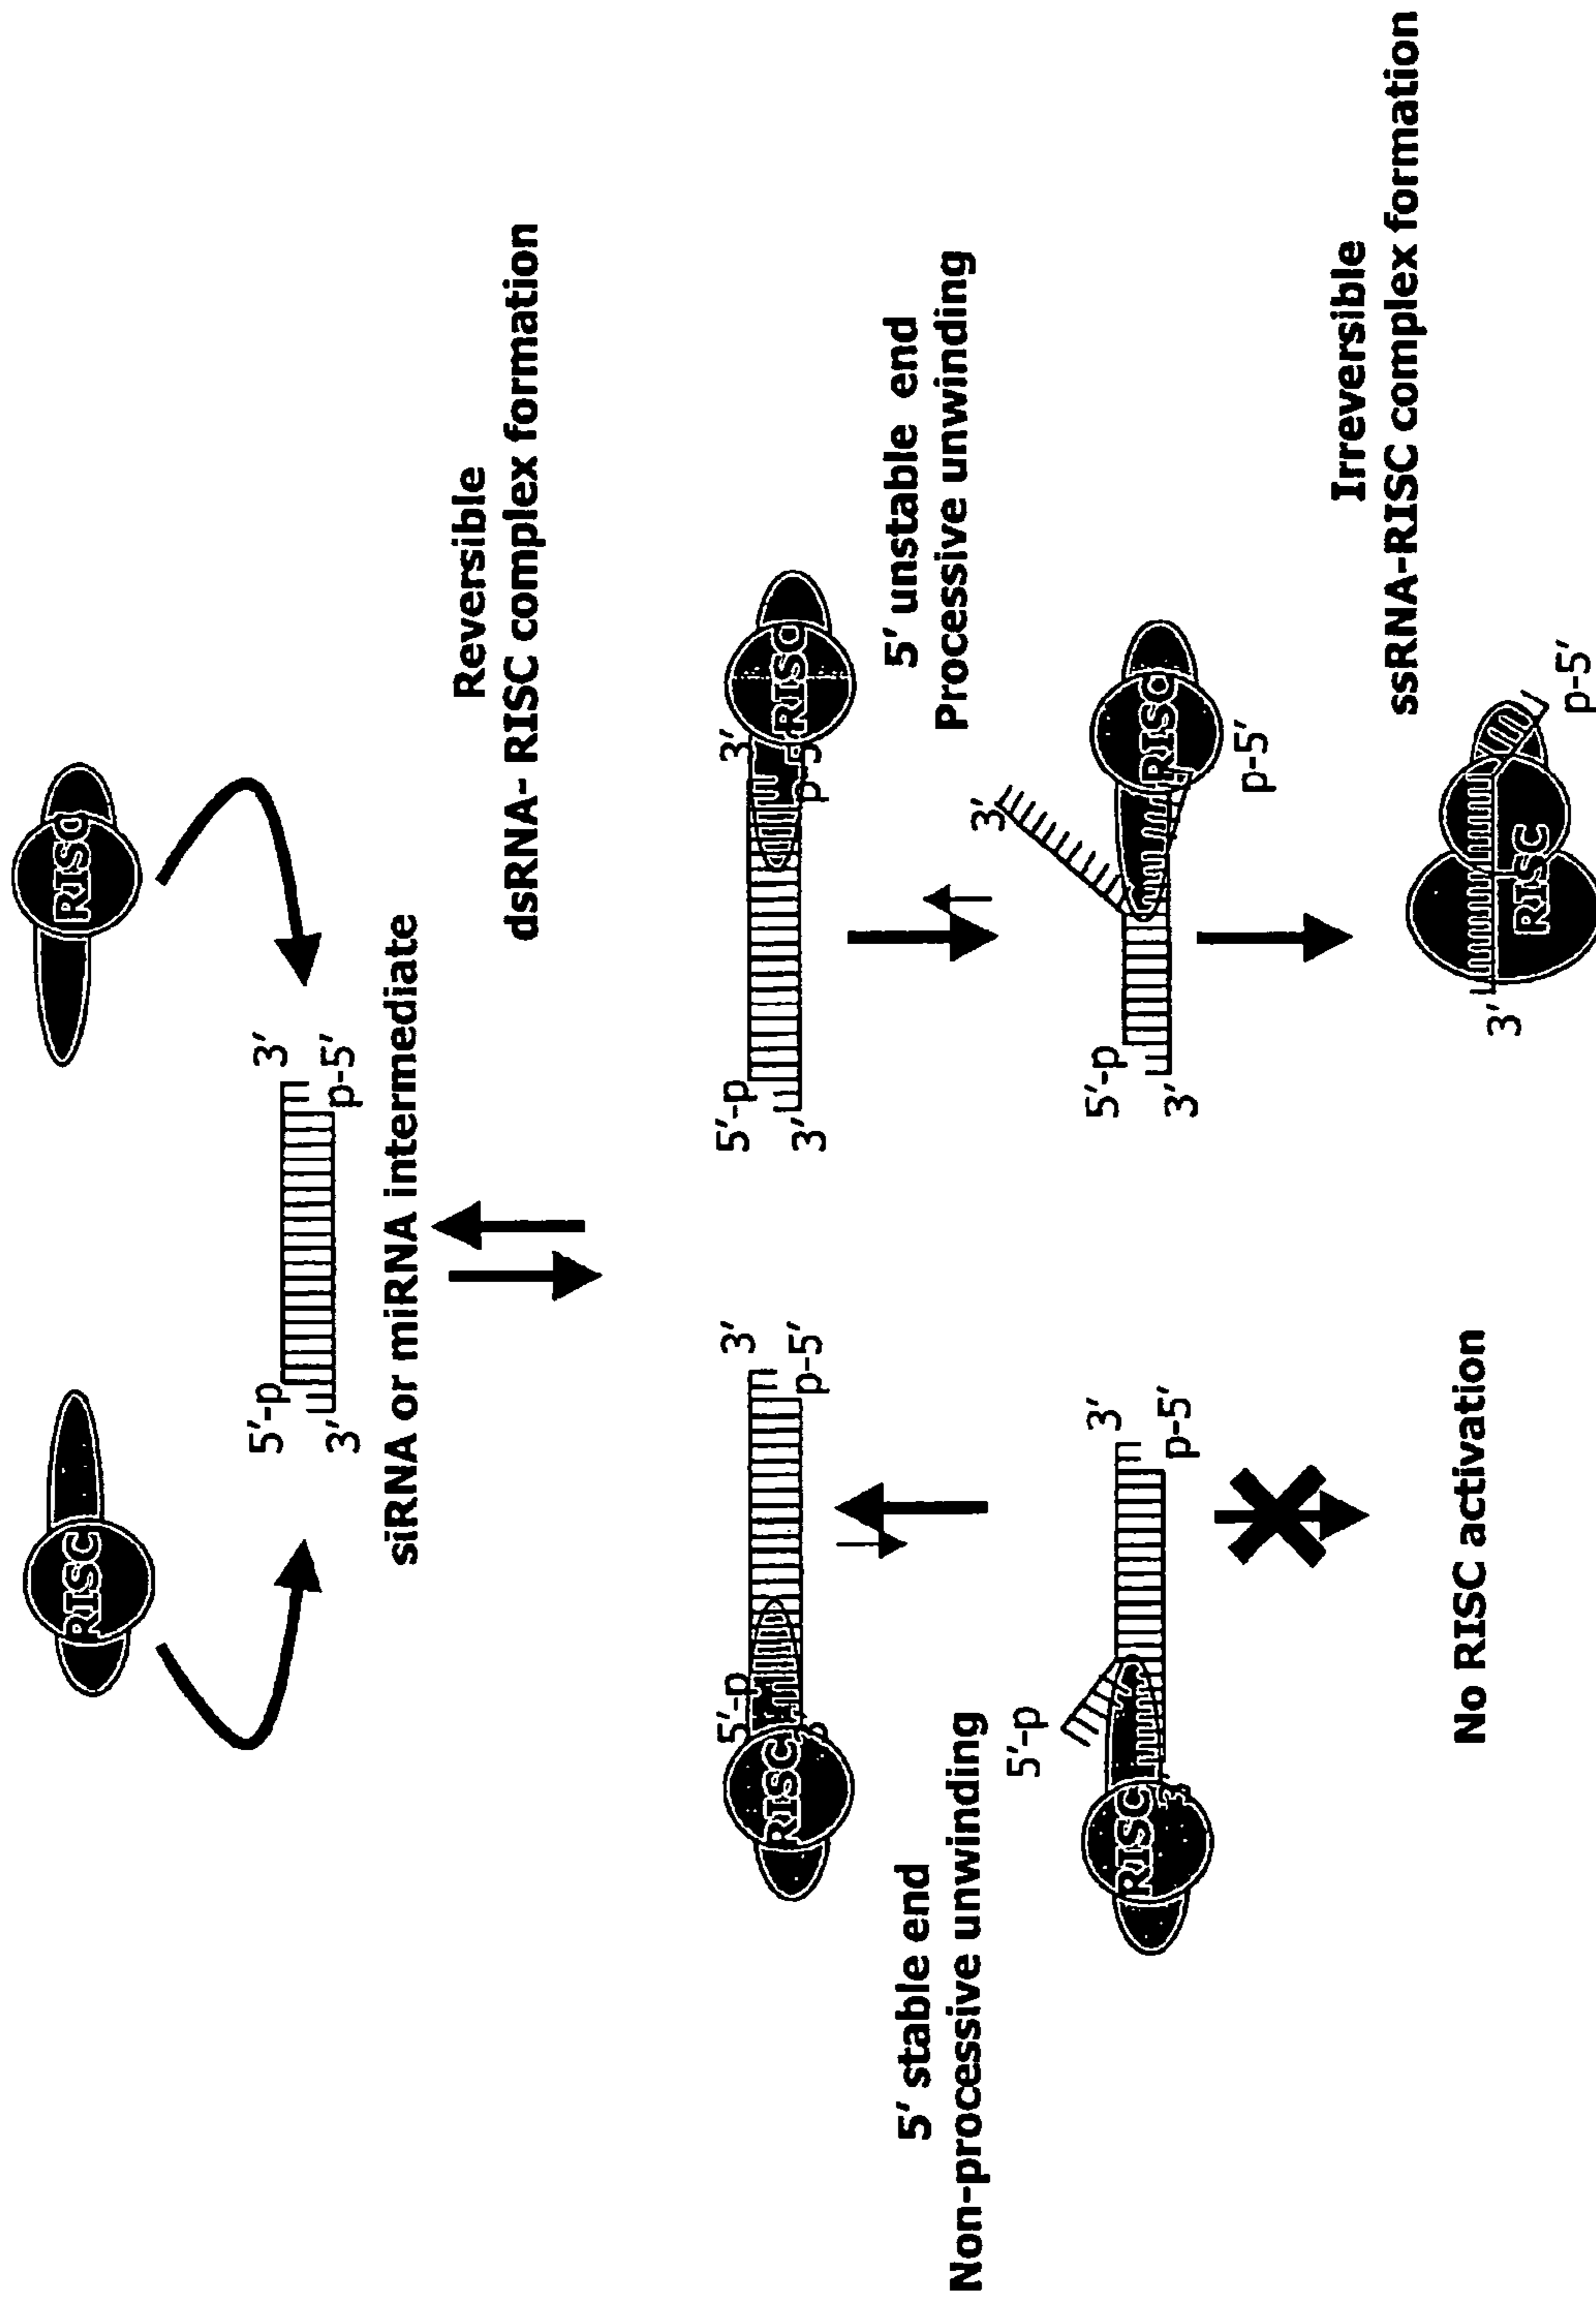 RISC
RISC
5'-p
3'
3'
p-5'
siRNA or miRNA intermediate
Reversible
dsRNA- RISC complex formation
5'-p
RISC
3'
3'
p-5'
5'-p
3'
3'
p-5'
RISC
5' stable end
Non-processive unwinding
5' unstable end
Processive unwinding
5'-p
RISC
3'
3'
p-5'
3'
5'-p
3'
RISC
p-5'
No RISC activation
Irreversible
ssRNA-RISC complex formation
3'
RISC
p-5'